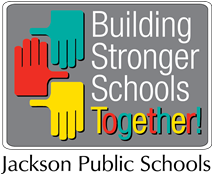 Building
Stronger
Schools
Together!
Jackson Public Schools